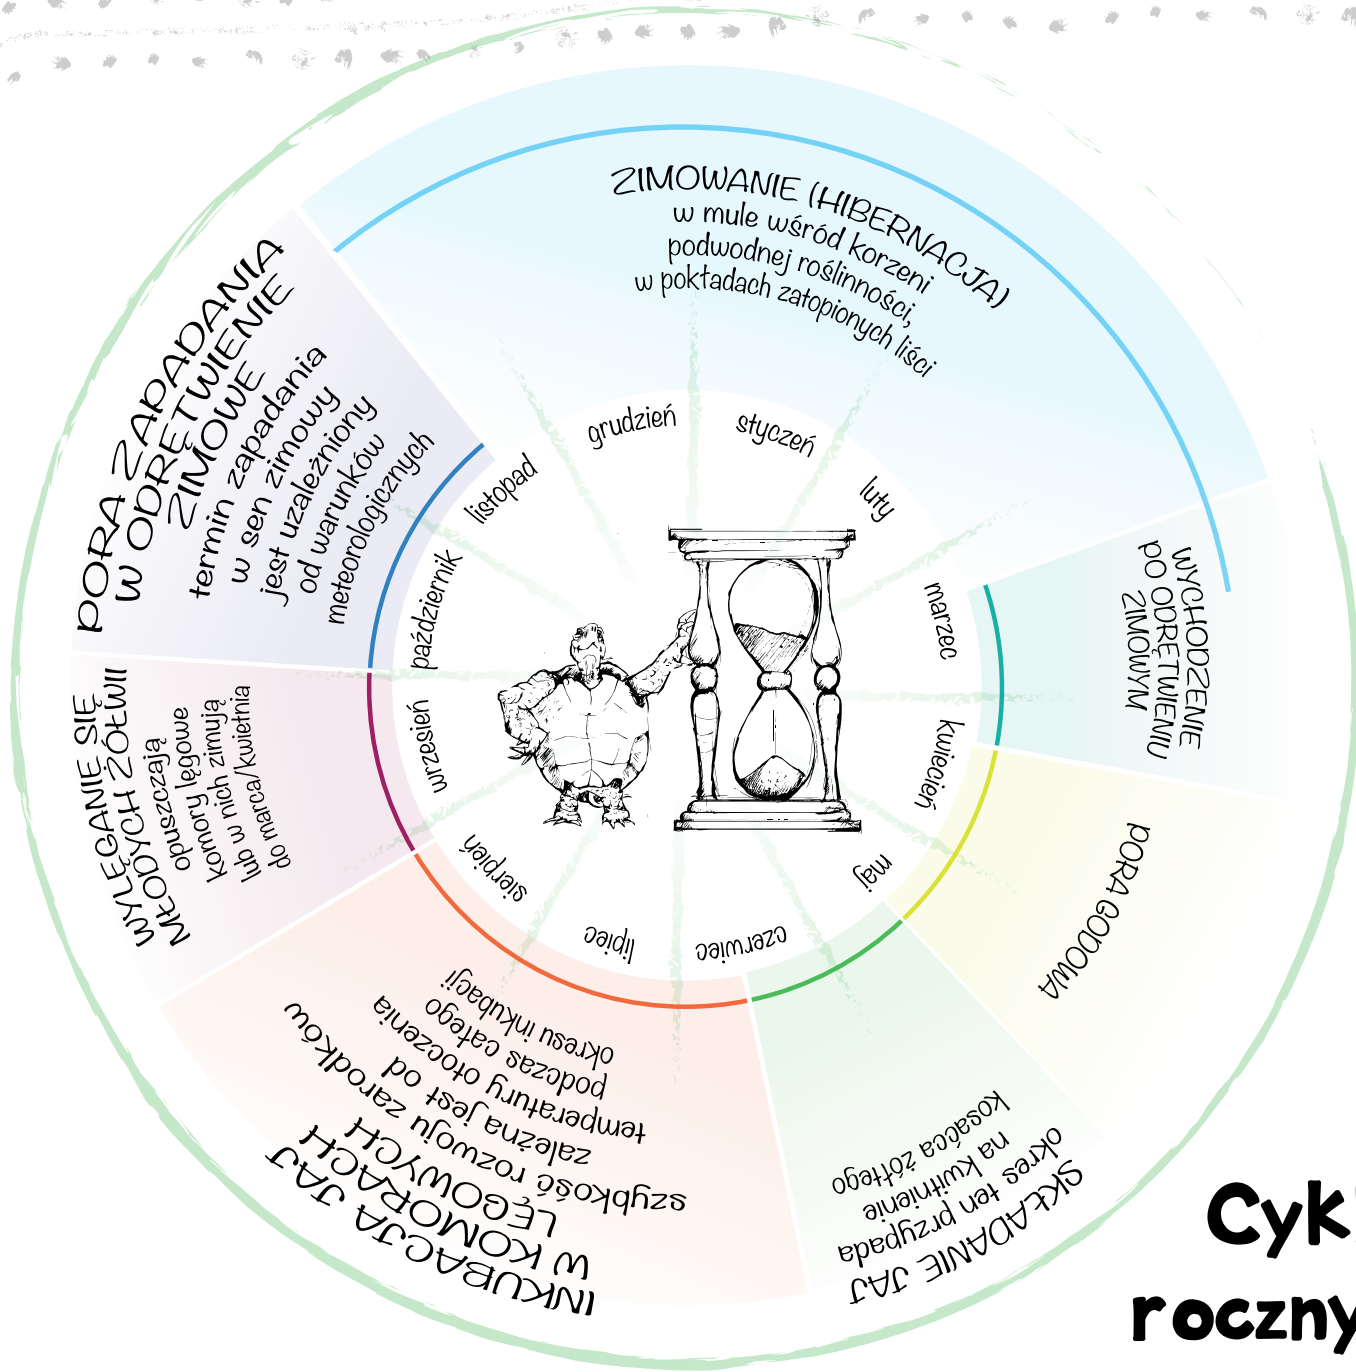 ZIMOWANIE (HIBERNACJA)
w mule wśród korzeni
podwodnej roślinności,
w pokładach zatopionych liści
WYCHODZENIE
PO ODRĘTWIENIU
ZIMOWYM
PORA GODOWA
SKŁADANIE JAJ
okres ten przypada
na kwitnienie
kosaćca żółtego
INKUBACJA JAJ
W KOMORACH
LĘGOWYCH
szybkość rozwoju zarodków
zależna jest od
temperatury otoczenia
podczas całego
okresu inkubacji
WYLĘGANIE SIĘ
MŁODYCH ŻÓŁWII
opuszczają
komory lęgowe
lub w nich zimują
do marca/kwietnia
PORA ZAPADANIA
W ODRĘTWIENIE
ZIMOWE
termin zapadania
w sen zimowy
jest uzależniony
od warunków
meteorologicznych
styczeń
luty
marzec
kwiecień
maj
czerwiec
lipiec
sierpień
wrzesień
październik
listopad
grudzień
Cyk
roczny